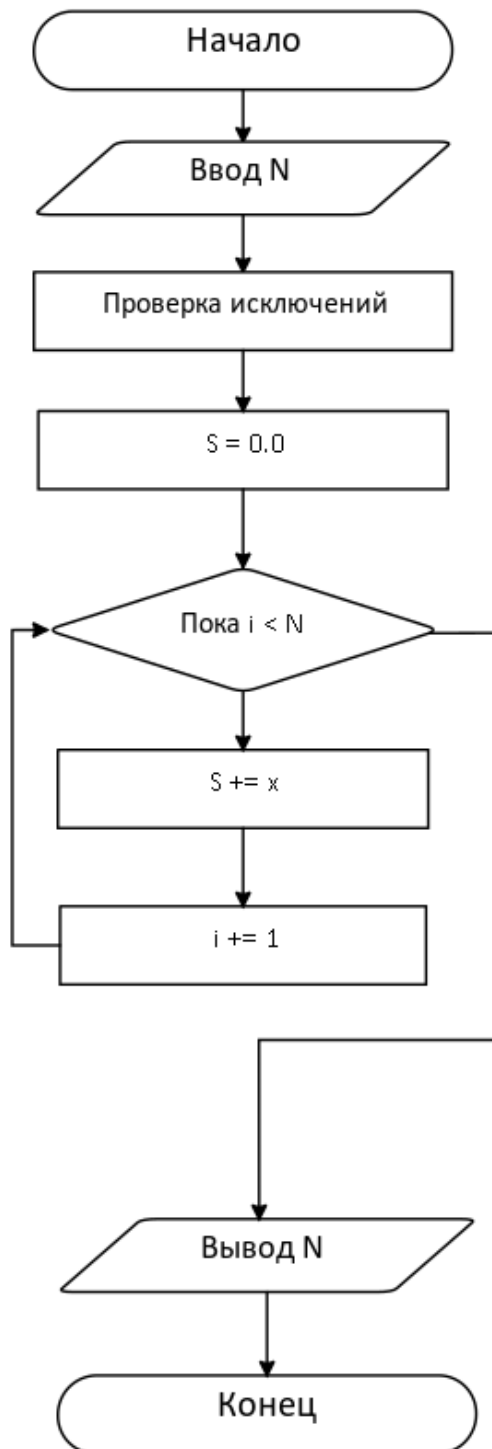 Начало
Ввод N
Проверка исключений
S = 0.0
Пока i < N
S += x
i += 1
Вывод N
Конец